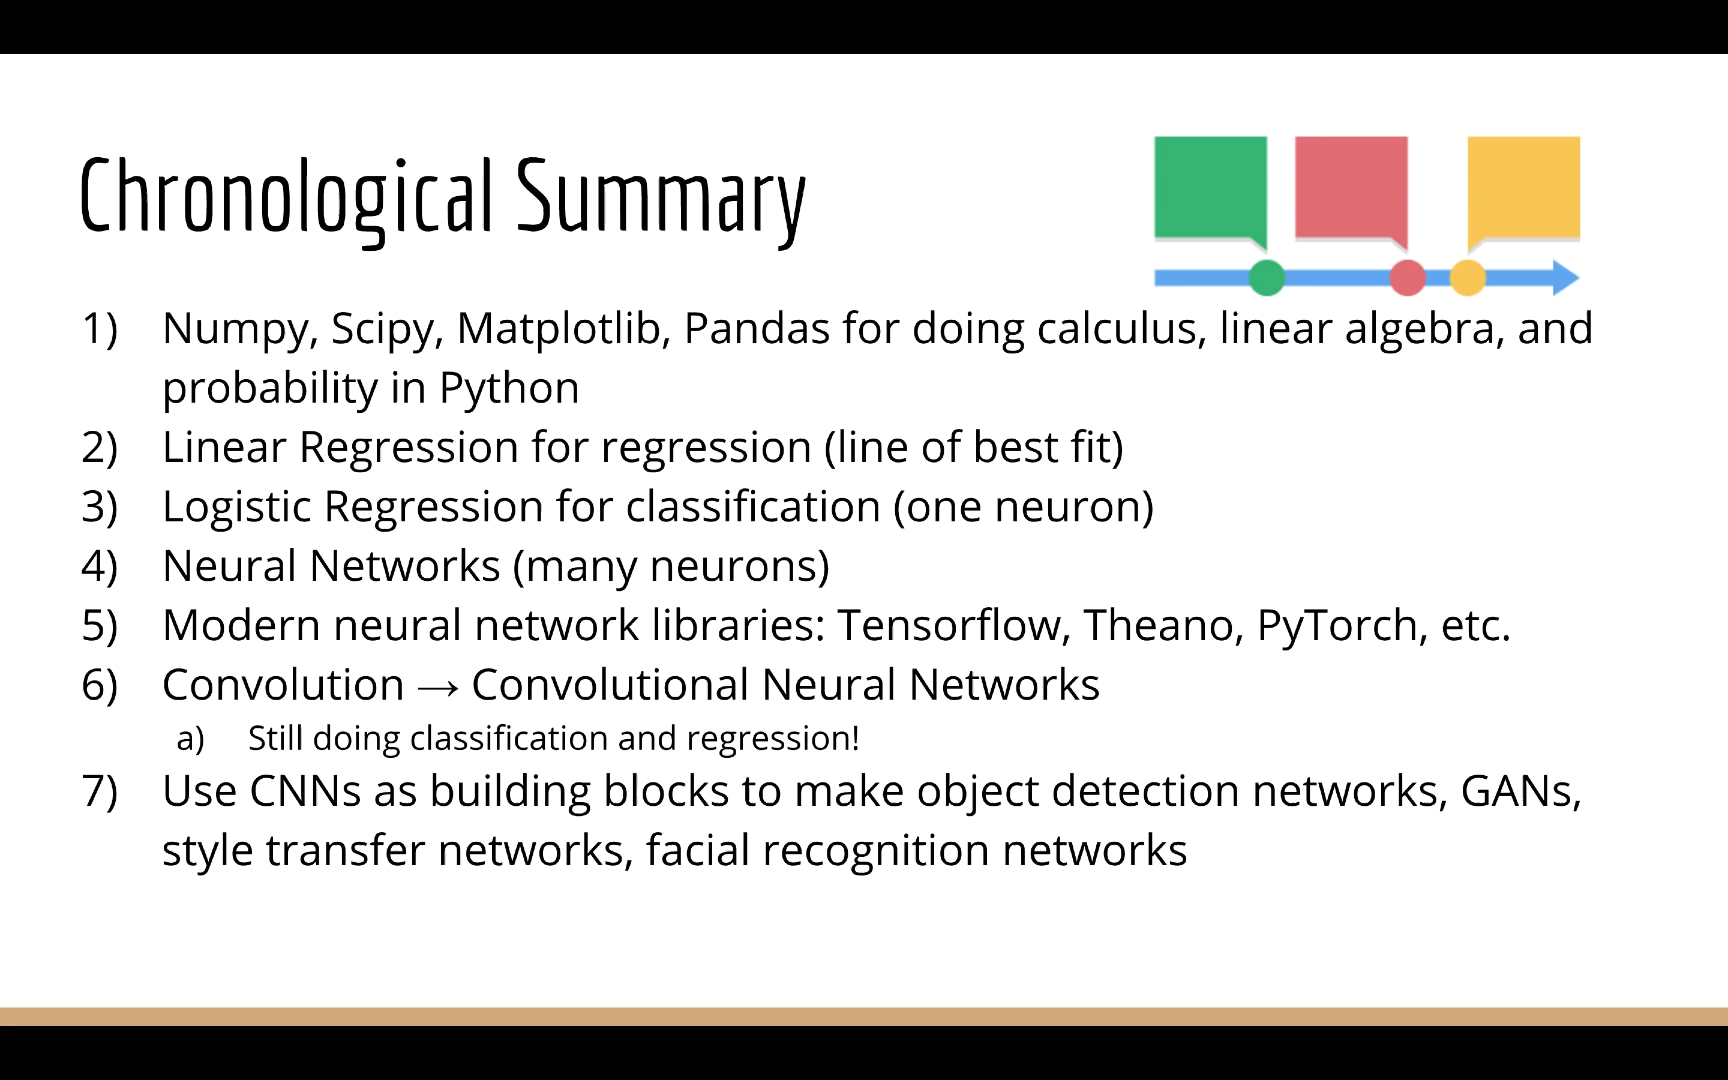 Chronological Summary
1) Numpy, Scipy, Matplotlib, Pandas for doing calculus, linear algebra, and
probability in Python
2) Linear Regression for regression (line of best fit)
3) Logistic Regression for classification (one neuron)
4) Neural Networks (many neurons)
5) Modern neural network libraries: Tensorflow, Theano, PyTorch, etc.
6) Convolution → Convolutional Neural Networks
a) Still doing classification and regression!
7) Use CNNs as building blocks to make object detection networks, GANs,
style transfer networks, facial recognition networks